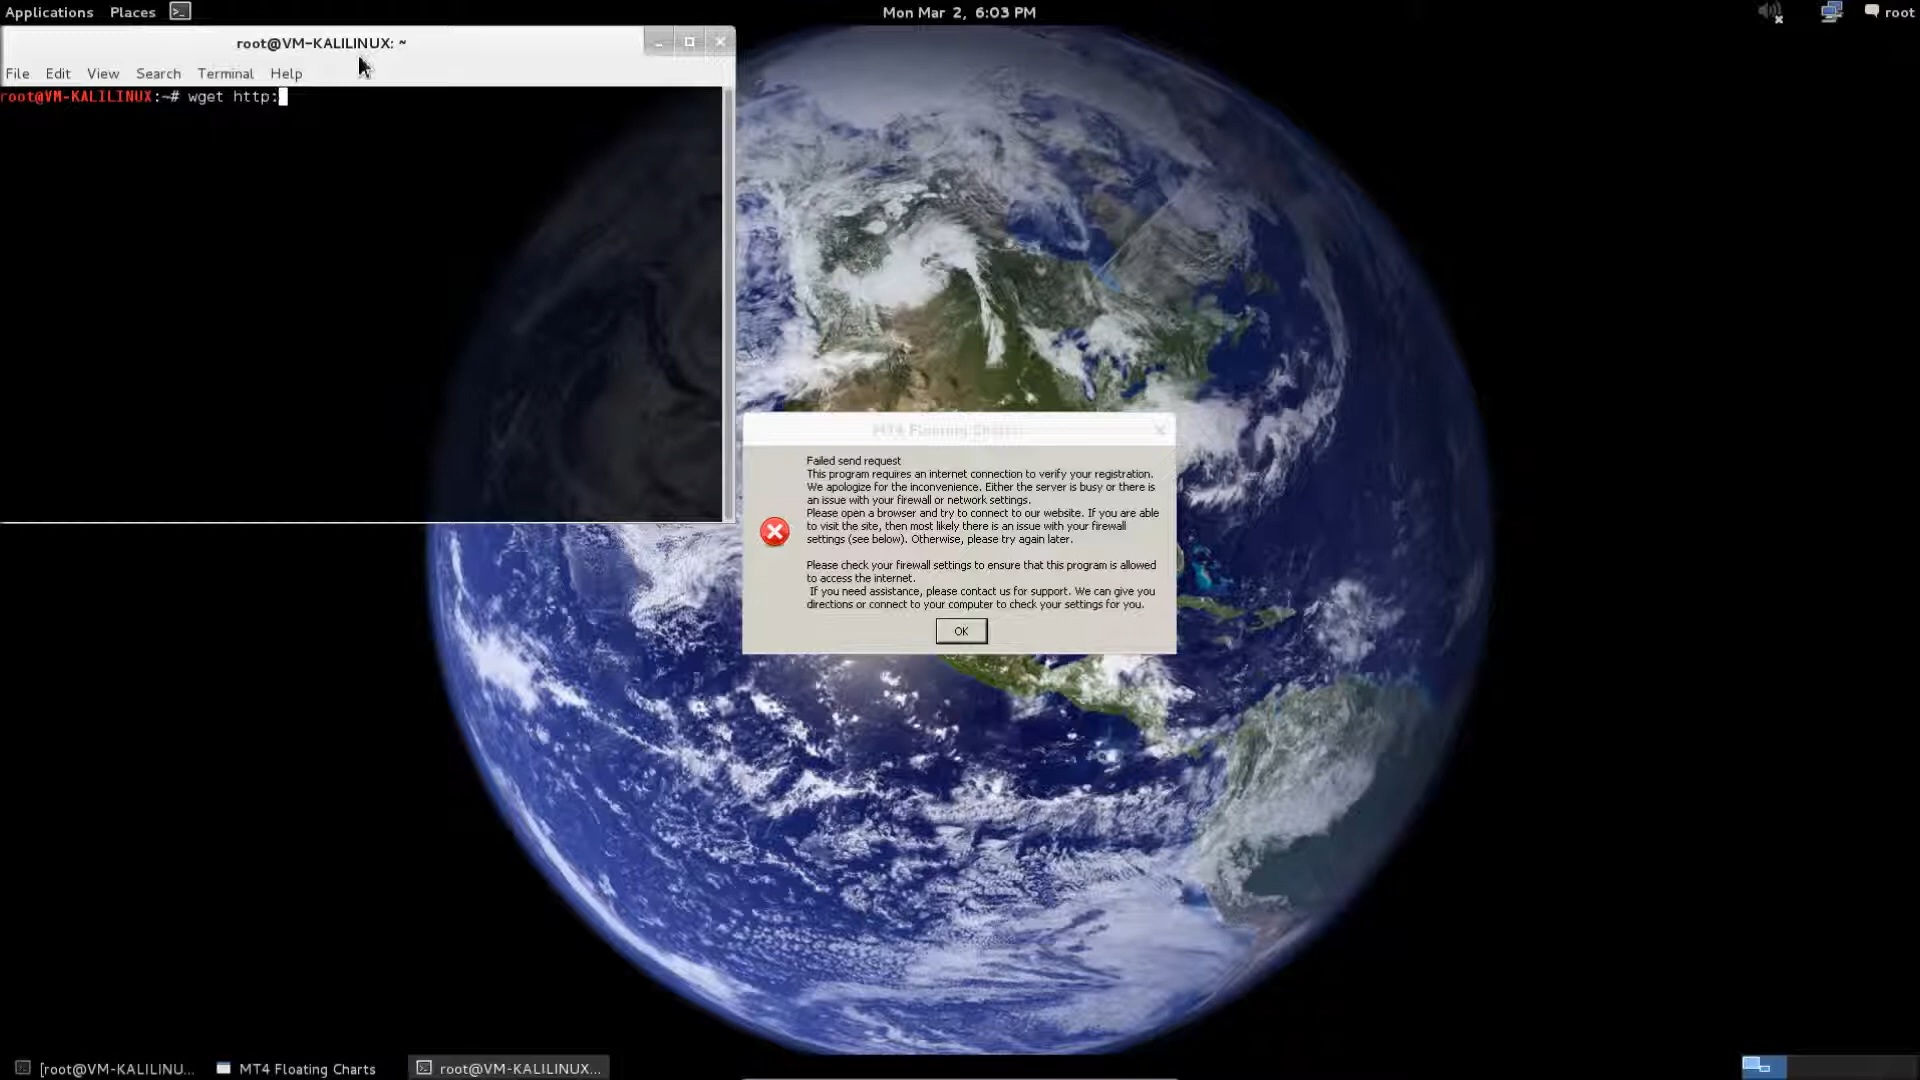 Applications Places
Mon Mar 2, 6:03 PM
root
root@VM-KALILINUX: ~
File Edit View Search Terminal Help
root@VM-KALILINUX:~# wget http:
MT4 Floating Charts
Failed send request
This program requires an internet connection to verify your registration.
We apologize for the inconvenience. Either the server is busy or there is
an issue with your firewall or network settings.
Please open a browser and try to connect to our website. If you are able
to visit the site, then most likely there is an issue with your firewall
settings (see below). Otherwise, please try again later.
Please check your firewall settings to ensure that this program is allowed
to access the internet.
If you need assistance, please contact us for support. We can give you
directions or connect to your computer to check your settings for you.
OK
[root@VM-KALILINU...
MT4 Floating Charts
root@VM-KALILINUX...